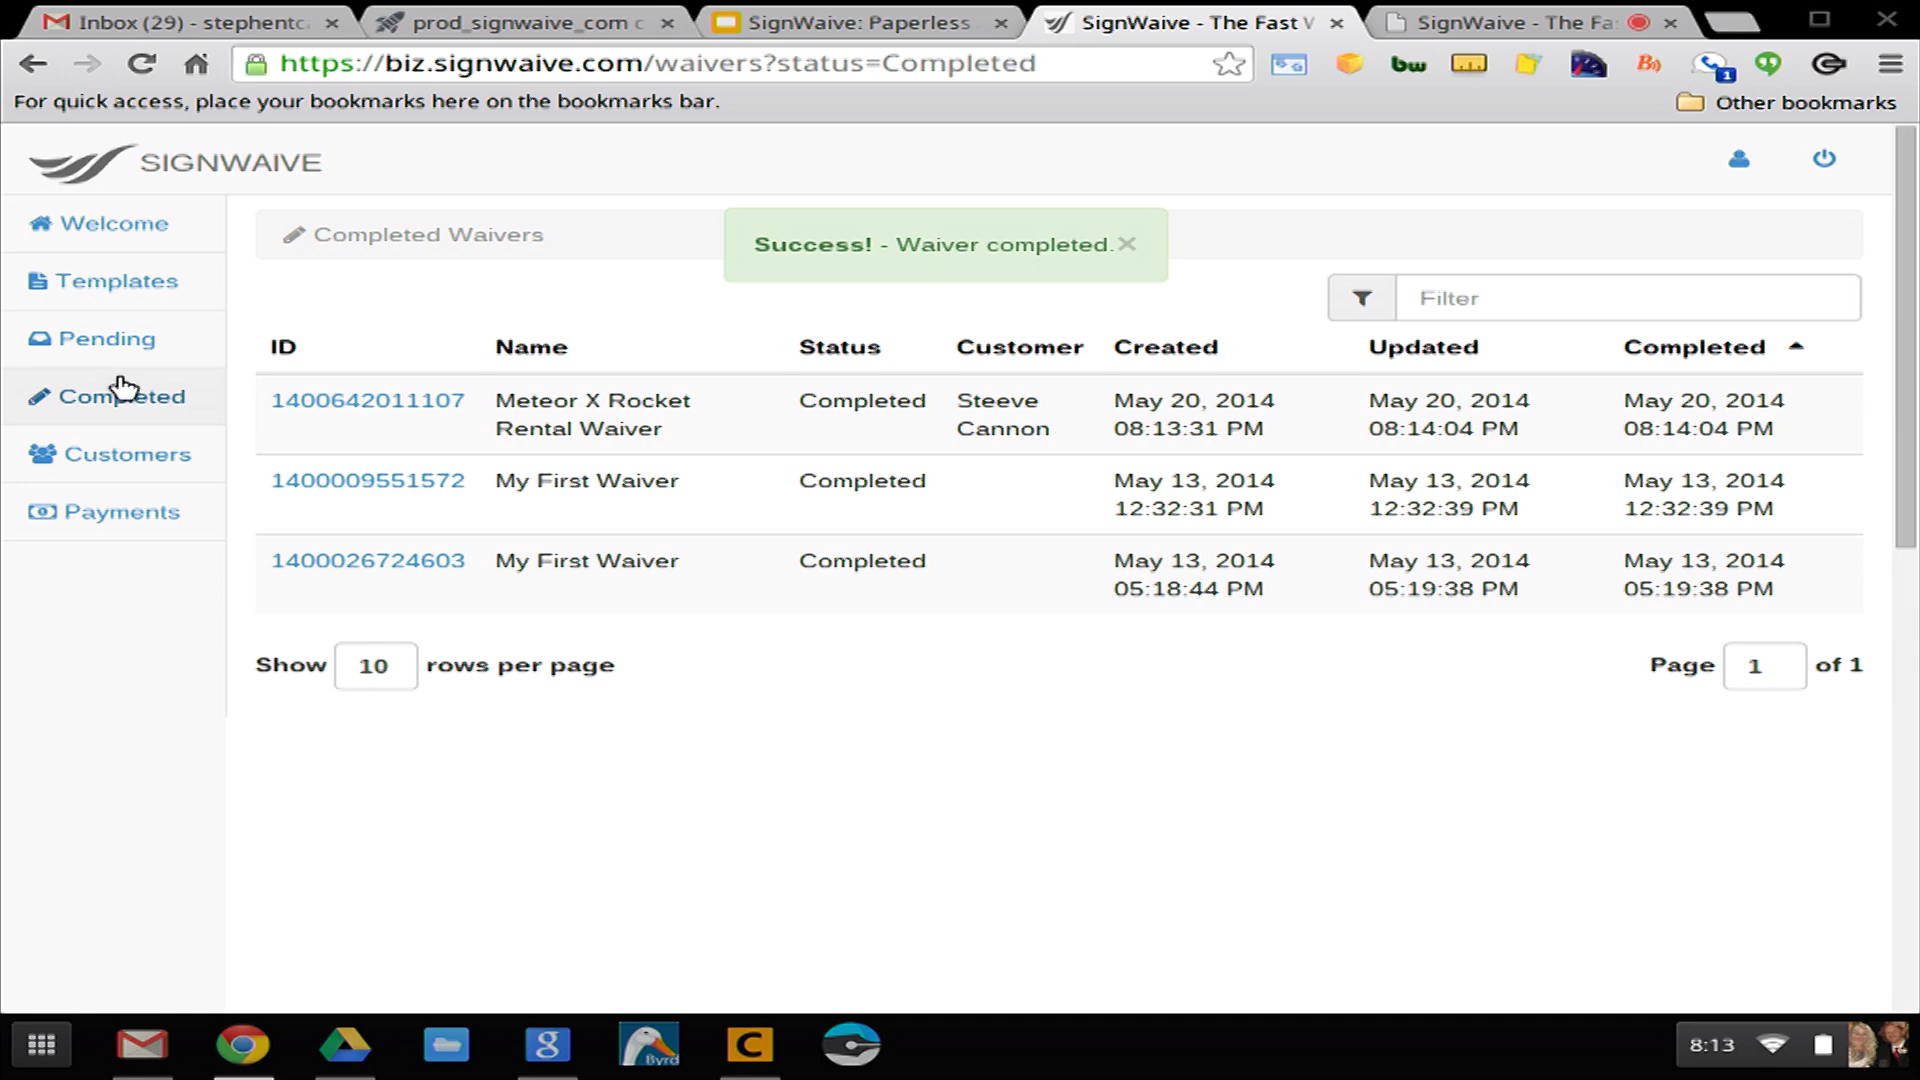 Inbox (29) - stephentc
prod_signwaive_com c
SignWaive: Paperless
SignWaive - The Fast
SignWaive - The Fa
https://biz.signwaive.com/waivers?status=Completed
bw
B
1
For quick access, place your bookmarks here on the bookmarks bar.
Other bookmarks
SIGNWAIVE
Welcome
Templates
Pending
Completed
Customers
Payments
Completed Waivers
Success! - Waiver completed.
Filter
ID Name Status Customer Created Updated Completed
1400642011107 Meteor X Rocket Completed Steeve May 20, 2014 May 20, 2014 May 20, 2014
Rental Waiver Cannon 08:13:31 PM 08:14:04 PM 08:14:04 PM
1400009551572 My First Waiver Completed May 13, 2014 May 13, 2014 May 13, 2014
12:32:31 PM 12:32:39 PM 12:32:39 PM
1400026724603 My First Waiver Completed May 13, 2014 May 13, 2014 May 13, 2014
05:18:44 PM 05:19:38 PM 05:19:38 PM
Show 10 rows per page
Page 1 of 1
g
Byrd
C
8:13